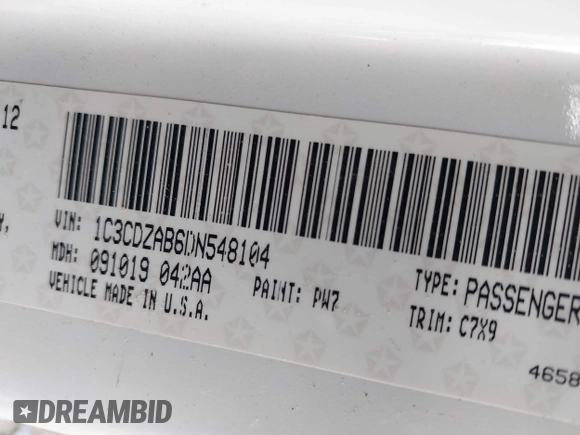 12
Y,
VIN: 1C3CDZAB6DN548104
MDH: 091019 042AA
VEHICLE MADE IN U.S.A.
PAINT: PW7
TYPE: PASSENGER
TRIM: C7X9
4658
DREAMBID